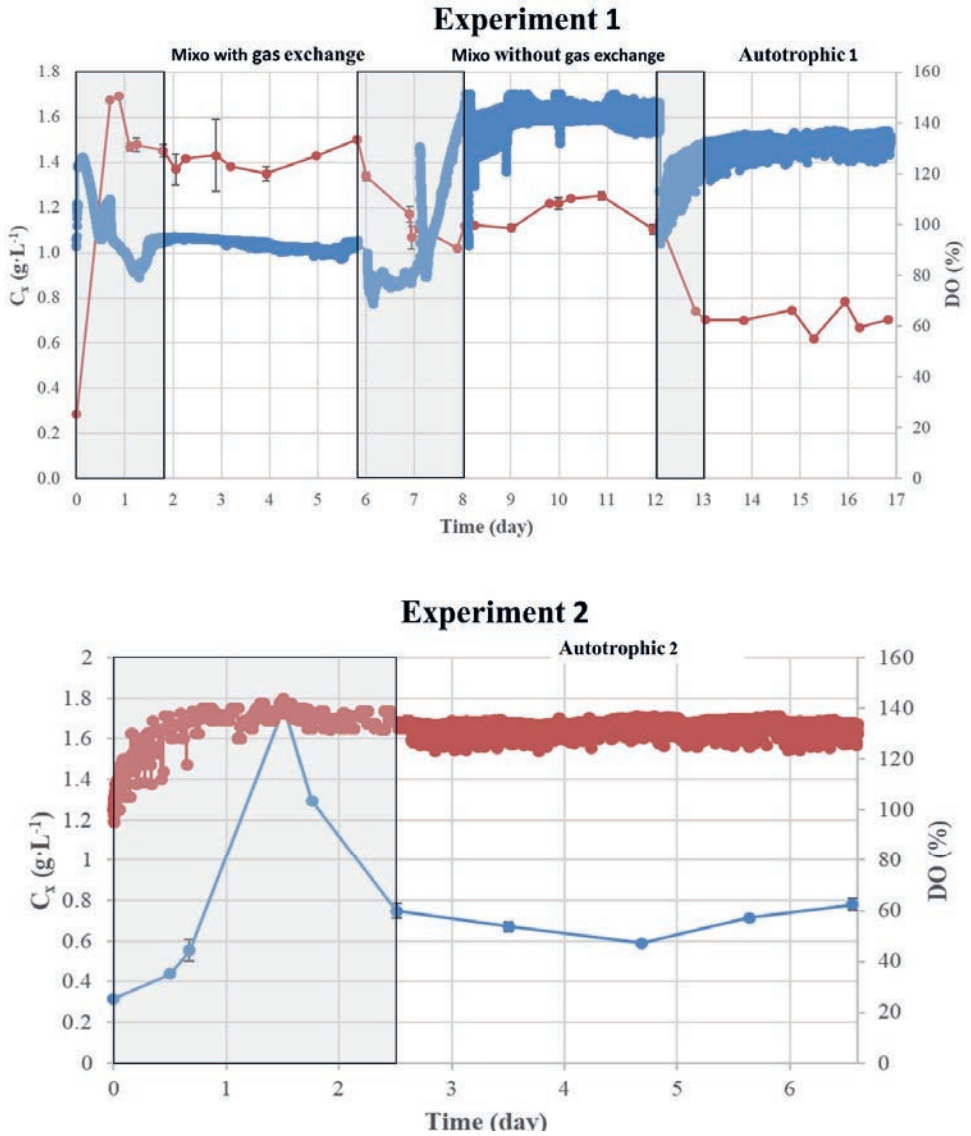 Experiment 1
Mixo with gas exchange Mixo without gas exchange Autotrophic 1
1.8 160
1.6 140
1.4 120
1.2 100
1.0 80
0.8 60
0.6 40
0.4 20
0.2 0
0.0
Cx (g·L-1)
DO (%)
0 1 2 3 4 5 6 7 8 9 10 11 12 13 14 15 16 17
Time (day)
Experiment 2
Autotrophic 2
2 160
1.8 140
1.6 120
1.4 100
1.2 80
1 60
0.8 40
0.6 20
0.4 0
0.2
0
Cx (g·L-1)
DO (%)
0 1 2 3 4 5 6
Time (day)